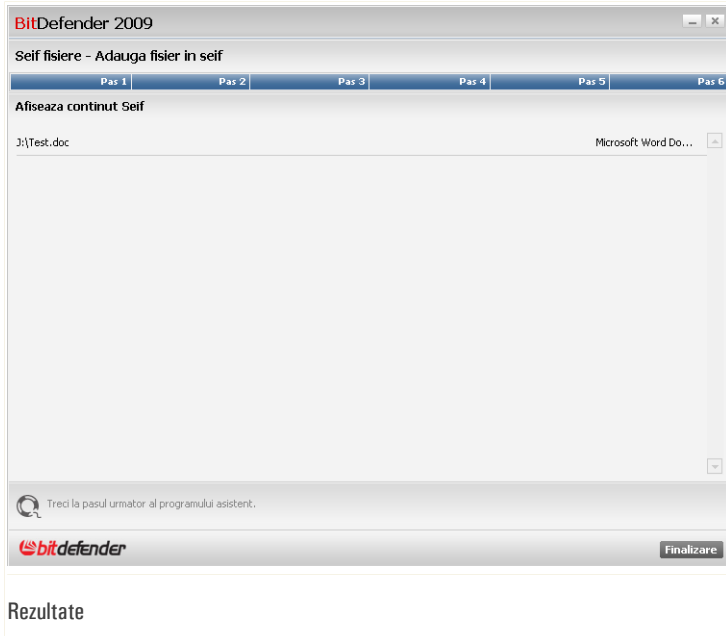 BitDefender 2009
Seif fisiere - Adauga fisier in seif
Pas 1 Pas 2 Pas 3 Pas 4 Pas 5 Pas 6
Afiseaza continut Seif
J:\Test.doc Microsoft Word Do...
Treci la pasul urmator al programului asistent.
bitdefender
Finalizare
Rezultate